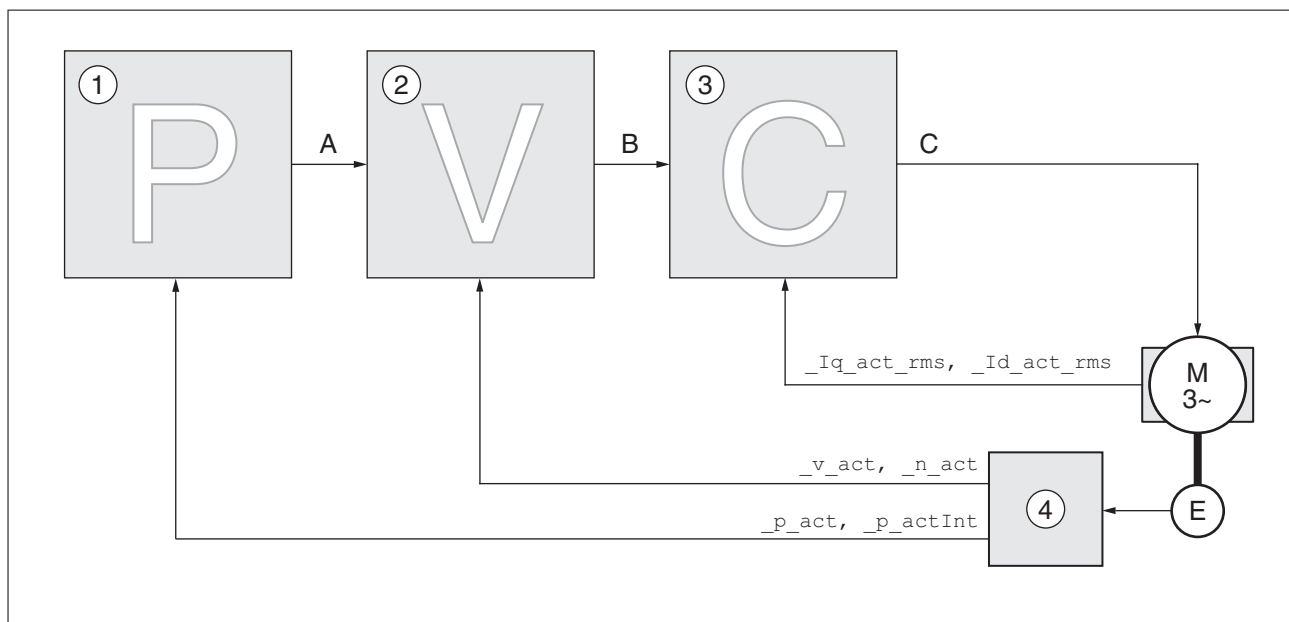 1
P
A
2
V
B
3
C
C
_Iq_act_rms, _Id_act_rms
M
3~
_v_act, _n_act
_p_act, _p_actInt
4
E